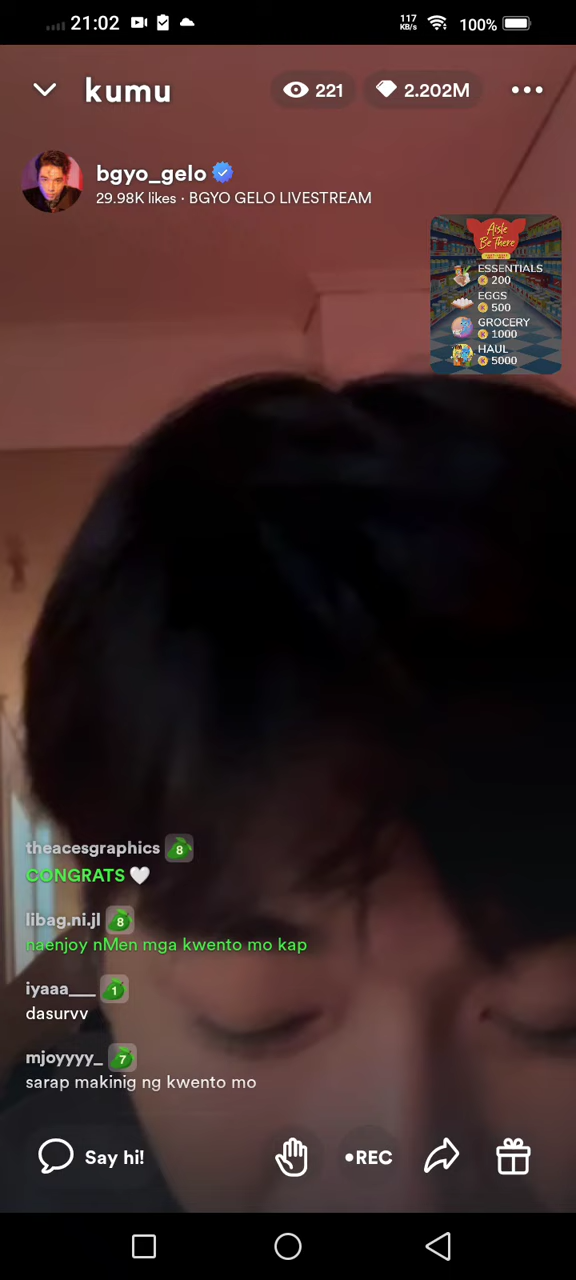 21:02
117
KB/s
100%
kumu
221
2.202M
bgyo_gelo
29.98K likes · BGYO GELO LIVESTREAM
Aisle
Be There
ESSENTIALS
200
EGGS
500
GROCERY
1000
HAUL
5000
theacesgraphics 8
CONGRATS
libag.ni.jl 8
naenjoy nMen mga kwento mo kap
iyaaa___ 1
dasurvv
mjoyyyy_ 7
sarap makinig ng kwento mo
Say hi!
REC